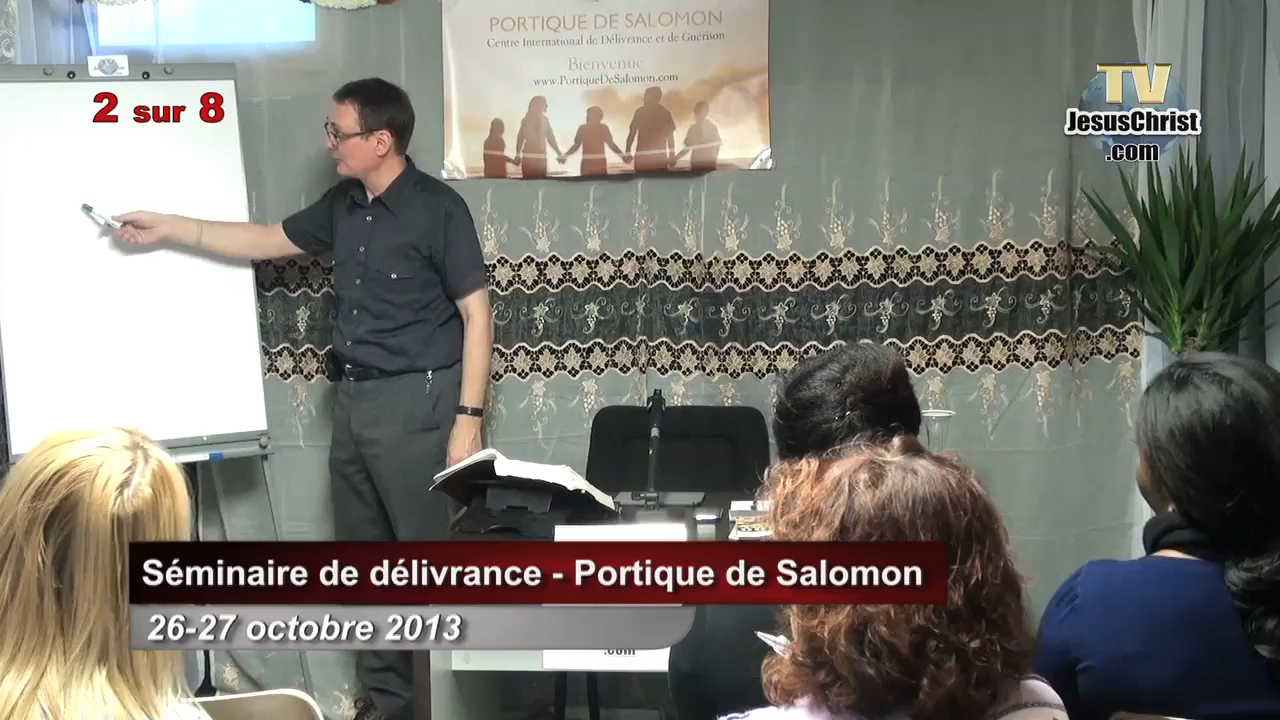 PORTIQUE DE SALOMON
Centre International de Délivrance et de Guérison
Bienvenue
www.PortiqueDeSalomon.com
2 sur 8
TV
JesusChrist
.com
Séminaire de délivrance - Portique de Salomon
26-27 octobre 2013
.com